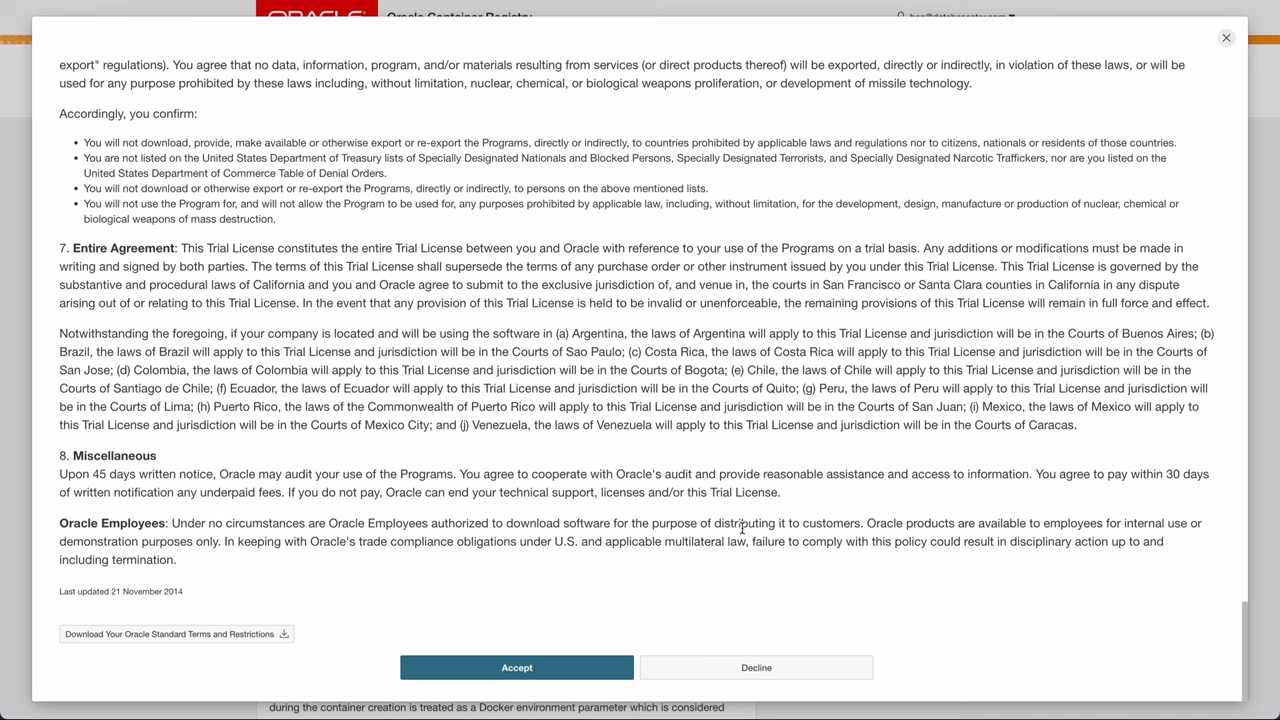 ORACLE Oracle Container Registry
export" regulations). You agree that no data, information, program, and/or materials resulting from services (or direct products thereof) will be exported, directly or indirectly, in violation of these laws, or will be
used for any purpose prohibited by these laws including, without limitation, nuclear, chemical, or biological weapons proliferation, or development of missile technology.
Accordingly, you confirm:
• You will not download, provide, make available or otherwise export or re-export the Programs, directly or indirectly, to countries prohibited by applicable laws and regulations nor to citizens, nationals or residents of those countries.
• You are not listed on the United States Department of Treasury lists of Specially Designated Nationals and Blocked Persons, Specially Designated Terrorists, and Specially Designated Narcotic Traffickers, nor are you listed on the
United States Department of Commerce Table of Denial Orders.
• You will not download or otherwise export or re-export the Programs, directly or indirectly, to persons on the above mentioned lists.
• You will not use the Program for, and will not allow the Program to be used for, any purposes prohibited by applicable law, including, without limitation, for the development, design, manufacture or production of nuclear, chemical or
biological weapons of mass destruction.
7. Entire Agreement: This Trial License constitutes the entire Trial License between you and Oracle with reference to your use of the Programs on a trial basis. Any additions or modifications must be made in
writing and signed by both parties. The terms of this Trial License shall supersede the terms of any purchase order or other instrument issued by you under this Trial License. This Trial License is governed by the
substantive and procedural laws of California and you and Oracle agree to submit to the exclusive jurisdiction of, and venue in, the courts in San Francisco or Santa Clara counties in California in any dispute
arising out of or relating to this Trial License. In the event that any provision of this Trial License is held to be invalid or unenforceable, the remaining provisions of this Trial License will remain in full force and effect.
Notwithstanding the foregoing, if your company is located and will be using the software in (a) Argentina, the laws of Argentina will apply to this Trial License and jurisdiction will be in the Courts of Buenos Aires; (b)
Brazil, the laws of Brazil will apply to this Trial License and jurisdiction will be in the Courts of Sao Paulo; (c) Costa Rica, the laws of Costa Rica will apply to this Trial License and jurisdiction will be in the Courts of
San Jose; (d) Colombia, the laws of Colombia will apply to this Trial License and jurisdiction will be in the Courts of Bogota; (e) Chile, the laws of Chile will apply to this Trial License and jurisdiction will be in the
Courts of Santiago de Chile; (f) Ecuador, the laws of Ecuador will apply to this Trial License and jurisdiction will be in the Courts of Quito; (g) Peru, the laws of Peru will apply to this Trial License and jurisdiction will
be in the Courts of Lima; (h) Puerto Rico, the laws of the Commonwealth of Puerto Rico will apply to this Trial License and jurisdiction will be in the Courts of San Juan; (i) Mexico, the laws of Mexico will apply to
this Trial License and jurisdiction will be in the Courts of Mexico City; and (j) Venezuela, the laws of Venezuela will apply to this Trial License and jurisdiction will be in the Courts of Caracas.
8. Miscellaneous
Upon 45 days written notice, Oracle may audit your use of the Programs. You agree to cooperate with Oracle's audit and provide reasonable assistance and access to information. You agree to pay within 30 days
of written notification any underpaid fees. If you do not pay, Oracle can end your technical support, licenses and/or this Trial License.
Oracle Employees: Under no circumstances are Oracle Employees authorized to download software for the purpose of distributing it to customers. Oracle products are available to employees for internal use or
demonstration purposes only. In keeping with Oracle's trade compliance obligations under U.S. and applicable multilateral law, failure to comply with this policy could result in disciplinary action up to and
including termination.
Last updated 21 November 2014
Download Your Oracle Standard Terms and Restrictions
Accept Decline
during the container creation is treated as a Docker environment parameter which is considered